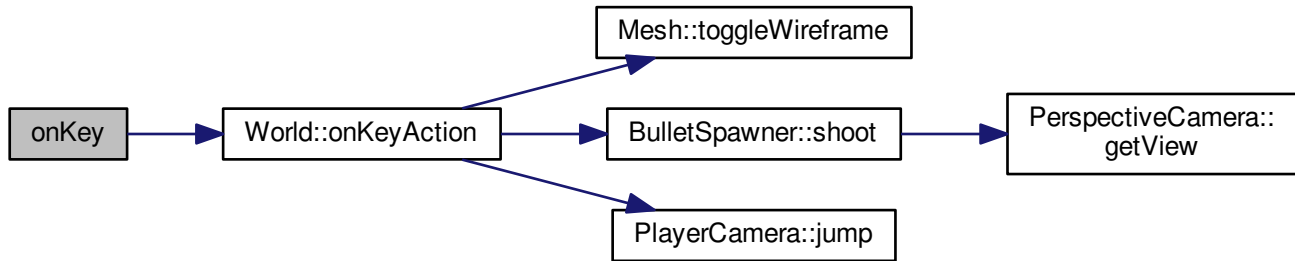 onKey
World::onKeyAction
Mesh::toggleWireframe
BulletSpawner::shoot
PlayerCamera::jump
PerspectiveCamera::
getView